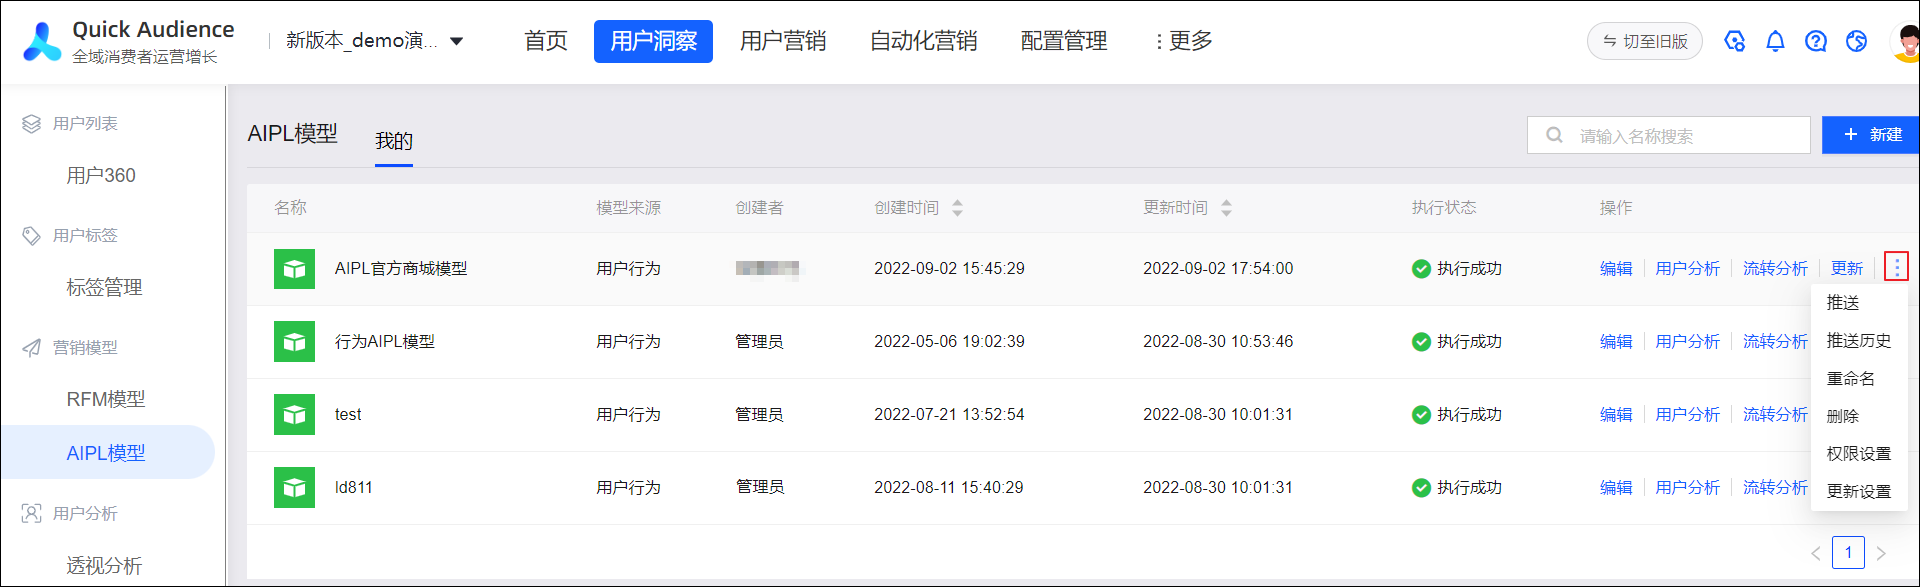 Quick Audience
全域消费者运营增长
新版本_demo演...
首页
用户洞察
用户营销
自动化营销
配置管理
更多
切至旧版
用户列表
用户360
用户标签
标签管理
营销模型
RFM模型
AIPL模型
用户分析
透视分析
AIPL模型
我的
请输入名称搜索
+ 新建
名称 模型来源 创建者 创建时间 更新时间 执行状态 操作
AIPL官方商城模型 用户行为 2022-09-02 15:45:29 2022-09-02 17:54:00 执行成功 编辑 用户分析 流转分析 更新
行为AIPL模型 用户行为 管理员 2022-05-06 19:02:39 2022-08-30 10:53:46 执行成功 编辑 用户分析 流转分析
test 用户行为 管理员 2022-07-21 13:52:54 2022-08-30 10:01:31 执行成功 编辑 用户分析 流转分析
ld811 用户行为 管理员 2022-08-11 15:40:29 2022-08-30 10:01:31 执行成功 编辑 用户分析 流转分析
推送
推送历史
重命名
删除
权限设置
更新设置
1